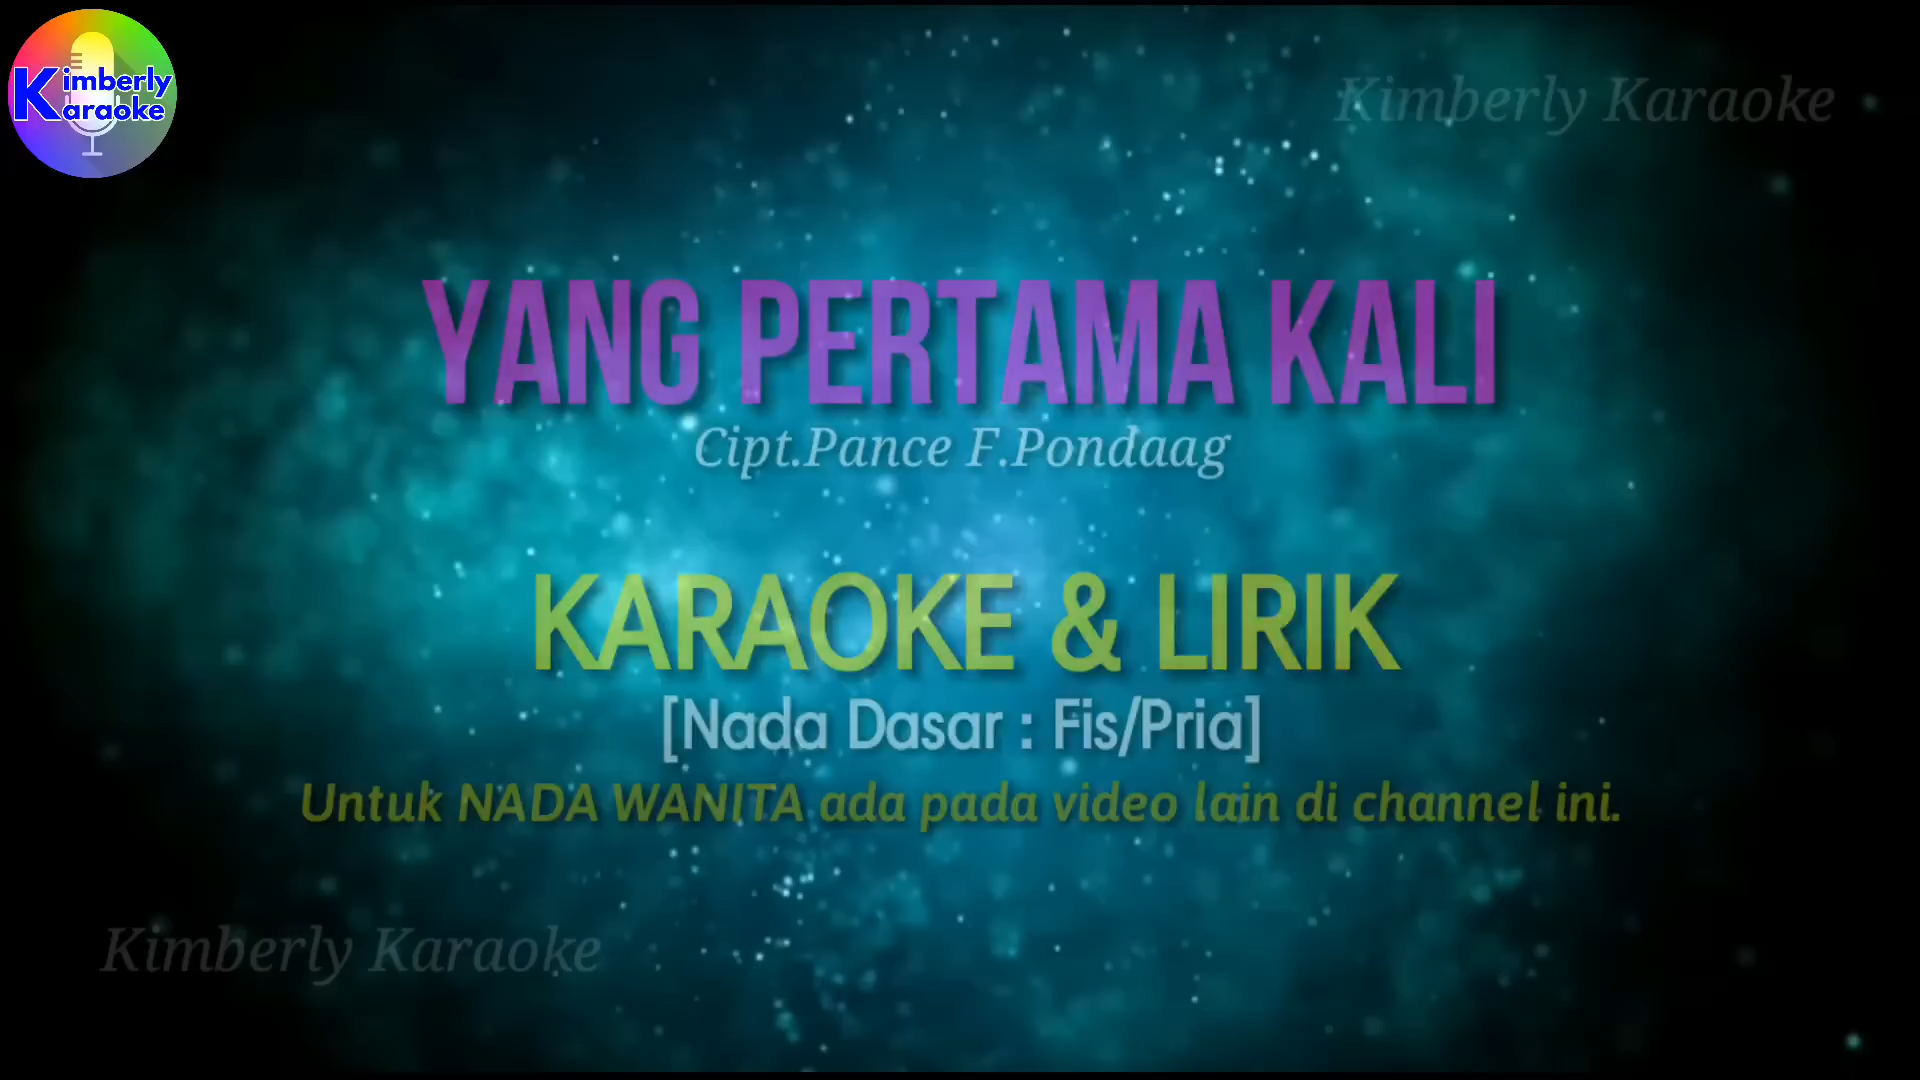 Kimberly
Karaoke
Kimberly Karaoke
YANG PERTAMA KALI
Cipt.Pance F.Pondaag
KARAOKE & LIRIK
[Nada Dasar : Fis/Pria]
Untuk NADA WANITA ada pada video lain di channel ini.
Kimberly Karaoke